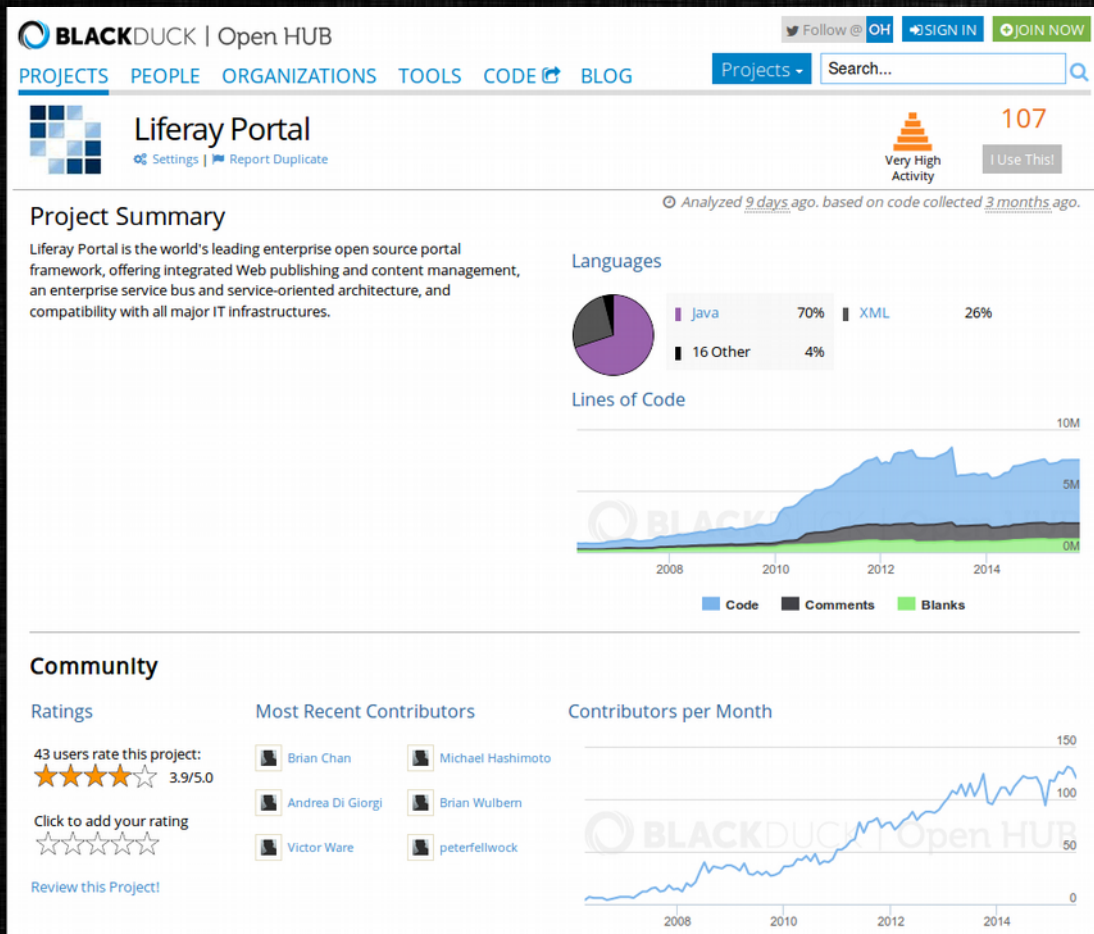 BLACKDUCK | Open HUB
Follow @ OH
SIGN IN
JOIN NOW
PROJECTS PEOPLE ORGANIZATIONS TOOLS CODE BLOG
Projects
Search...
Liferay Portal
Settings | Report Duplicate
Very High
Activity
107
I Use This!
Analyzed 9 days ago. based on code collected 3 months ago.
Project Summary
Liferay Portal is the world's leading enterprise open source portal
framework, offering integrated Web publishing and content management,
an enterprise service bus and service-oriented architecture, and
compatibility with all major IT infrastructures.
Languages
Java 70% XML 26%
16 Other 4%
Lines of Code
10M
5M
0M
BLACKDUCK | Open HUB
2008 2010 2012 2014
Code Comments Blanks
Community
Ratings
43 users rate this project:
3.9/5.0
Click to add your rating
Review this Project!
Most Recent Contributors
Brian Chan Michael Hashimoto
Andrea Di Giorgi Brian Wulbern
Victor Ware peterfellwock
Contributors per Month
150
100
50
0
BLACKDUCK | Open HUB
2008 2010 2012 2014